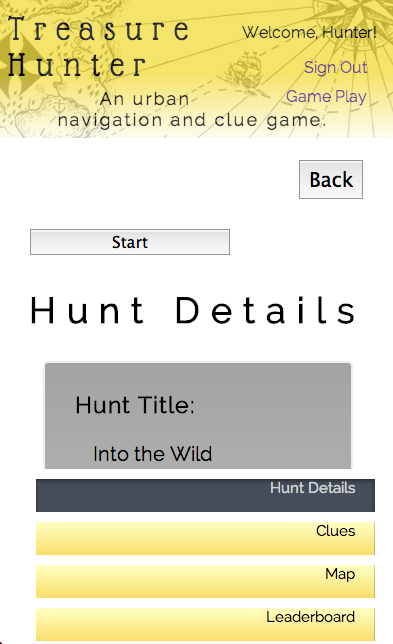 Treasure
Hunter
Welcome, Hunter!
Sign Out
Game Play
An urban
navigation and clue game.
Back
Start
Hunt Details
Hunt Title:
Into the Wild
Hunt Details
Clues
Map
Leaderboard